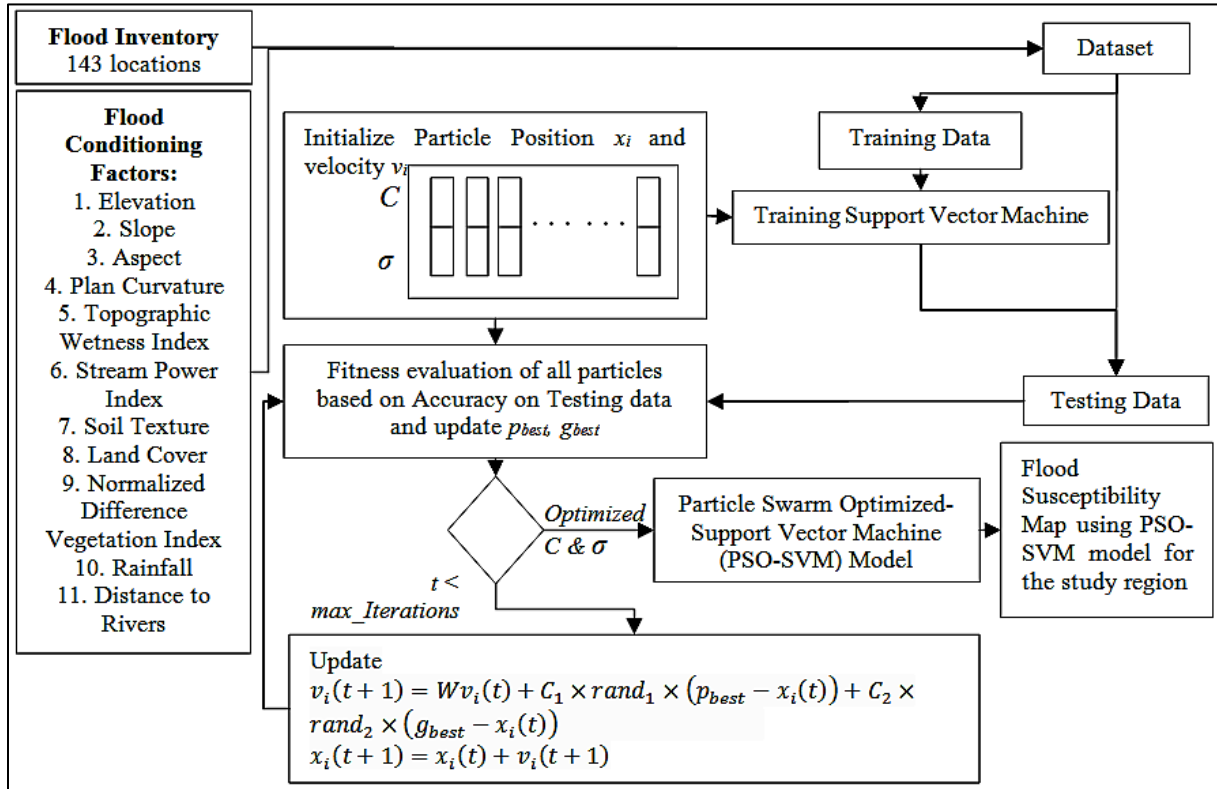 Flood Inventory
143 locations
Flood
Conditioning
Factors:
1. Elevation
2. Slope
3. Aspect
4. Plan Curvature
5. Topographic
Wetness Index
6. Stream Power
Index
7. Soil Texture
8. Land Cover
9. Normalized
Difference
Vegetation Index
10. Rainfall
11. Distance to
Rivers
Dataset
Training Data
Initialize Particle Position xᵢ and
velocity vᵢ
C
σ
. . . . . .
Training Support Vector Machine
Testing Data
Fitness evaluation of all particles
based on Accuracy on Testing data
and update p_best, g_best
Optimized
C & σ
t <
max_Iterations
Particle Swarm Optimized-
Support Vector Machine
(PSO-SVM) Model
Flood
Susceptibility
Map using PSO-
SVM model for
the study region
Update
vᵢ(t + 1) = Wvᵢ(t) + C₁ × rand₁ × (p_best − xᵢ(t)) + C₂ ×
rand₂ × (g_best − xᵢ(t))
xᵢ(t + 1) = xᵢ(t) + vᵢ(t + 1)